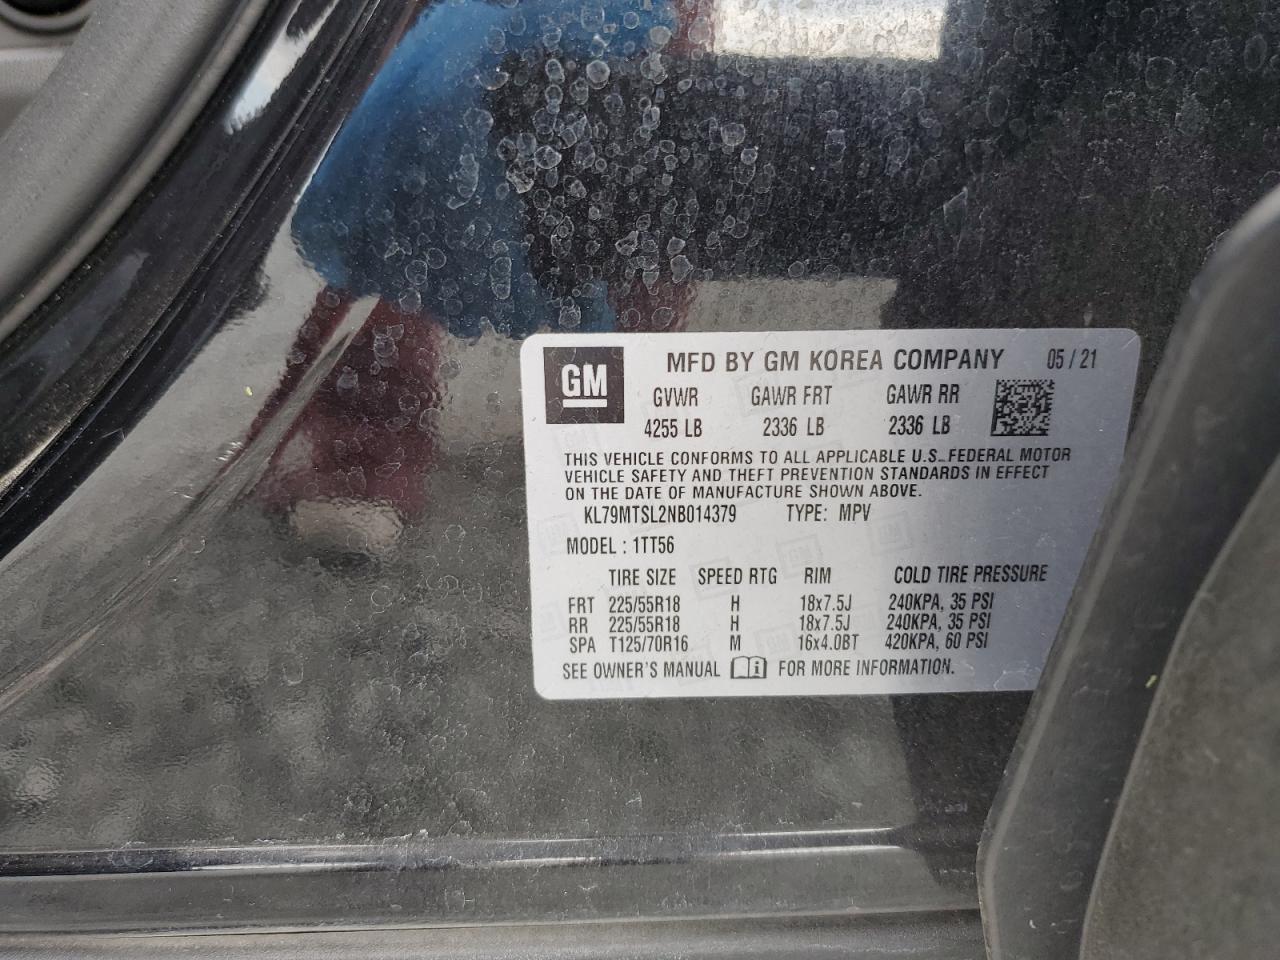 GM MFD BY GM KOREA COMPANY 05 / 21
GVWR GAWR FRT GAWR RR
4255 LB 2336 LB 2336 LB
THIS VEHICLE CONFORMS TO ALL APPLICABLE U.S. FEDERAL MOTOR
VEHICLE SAFETY AND THEFT PREVENTION STANDARDS IN EFFECT
ON THE DATE OF MANUFACTURE SHOWN ABOVE.
KL79MTSL2NB014379 TYPE: MPV
MODEL : 1TT56
TIRE SIZE SPEED RTG RIM COLD TIRE PRESSURE
FRT 225/55R18 H 18x7.5J 240KPA, 35 PSI
RR 225/55R18 H 18x7.5J 240KPA, 35 PSI
SPA T125/70R16 M 16x4.0BT 420KPA, 60 PSI
SEE OWNER'S MANUAL FOR MORE INFORMATION.